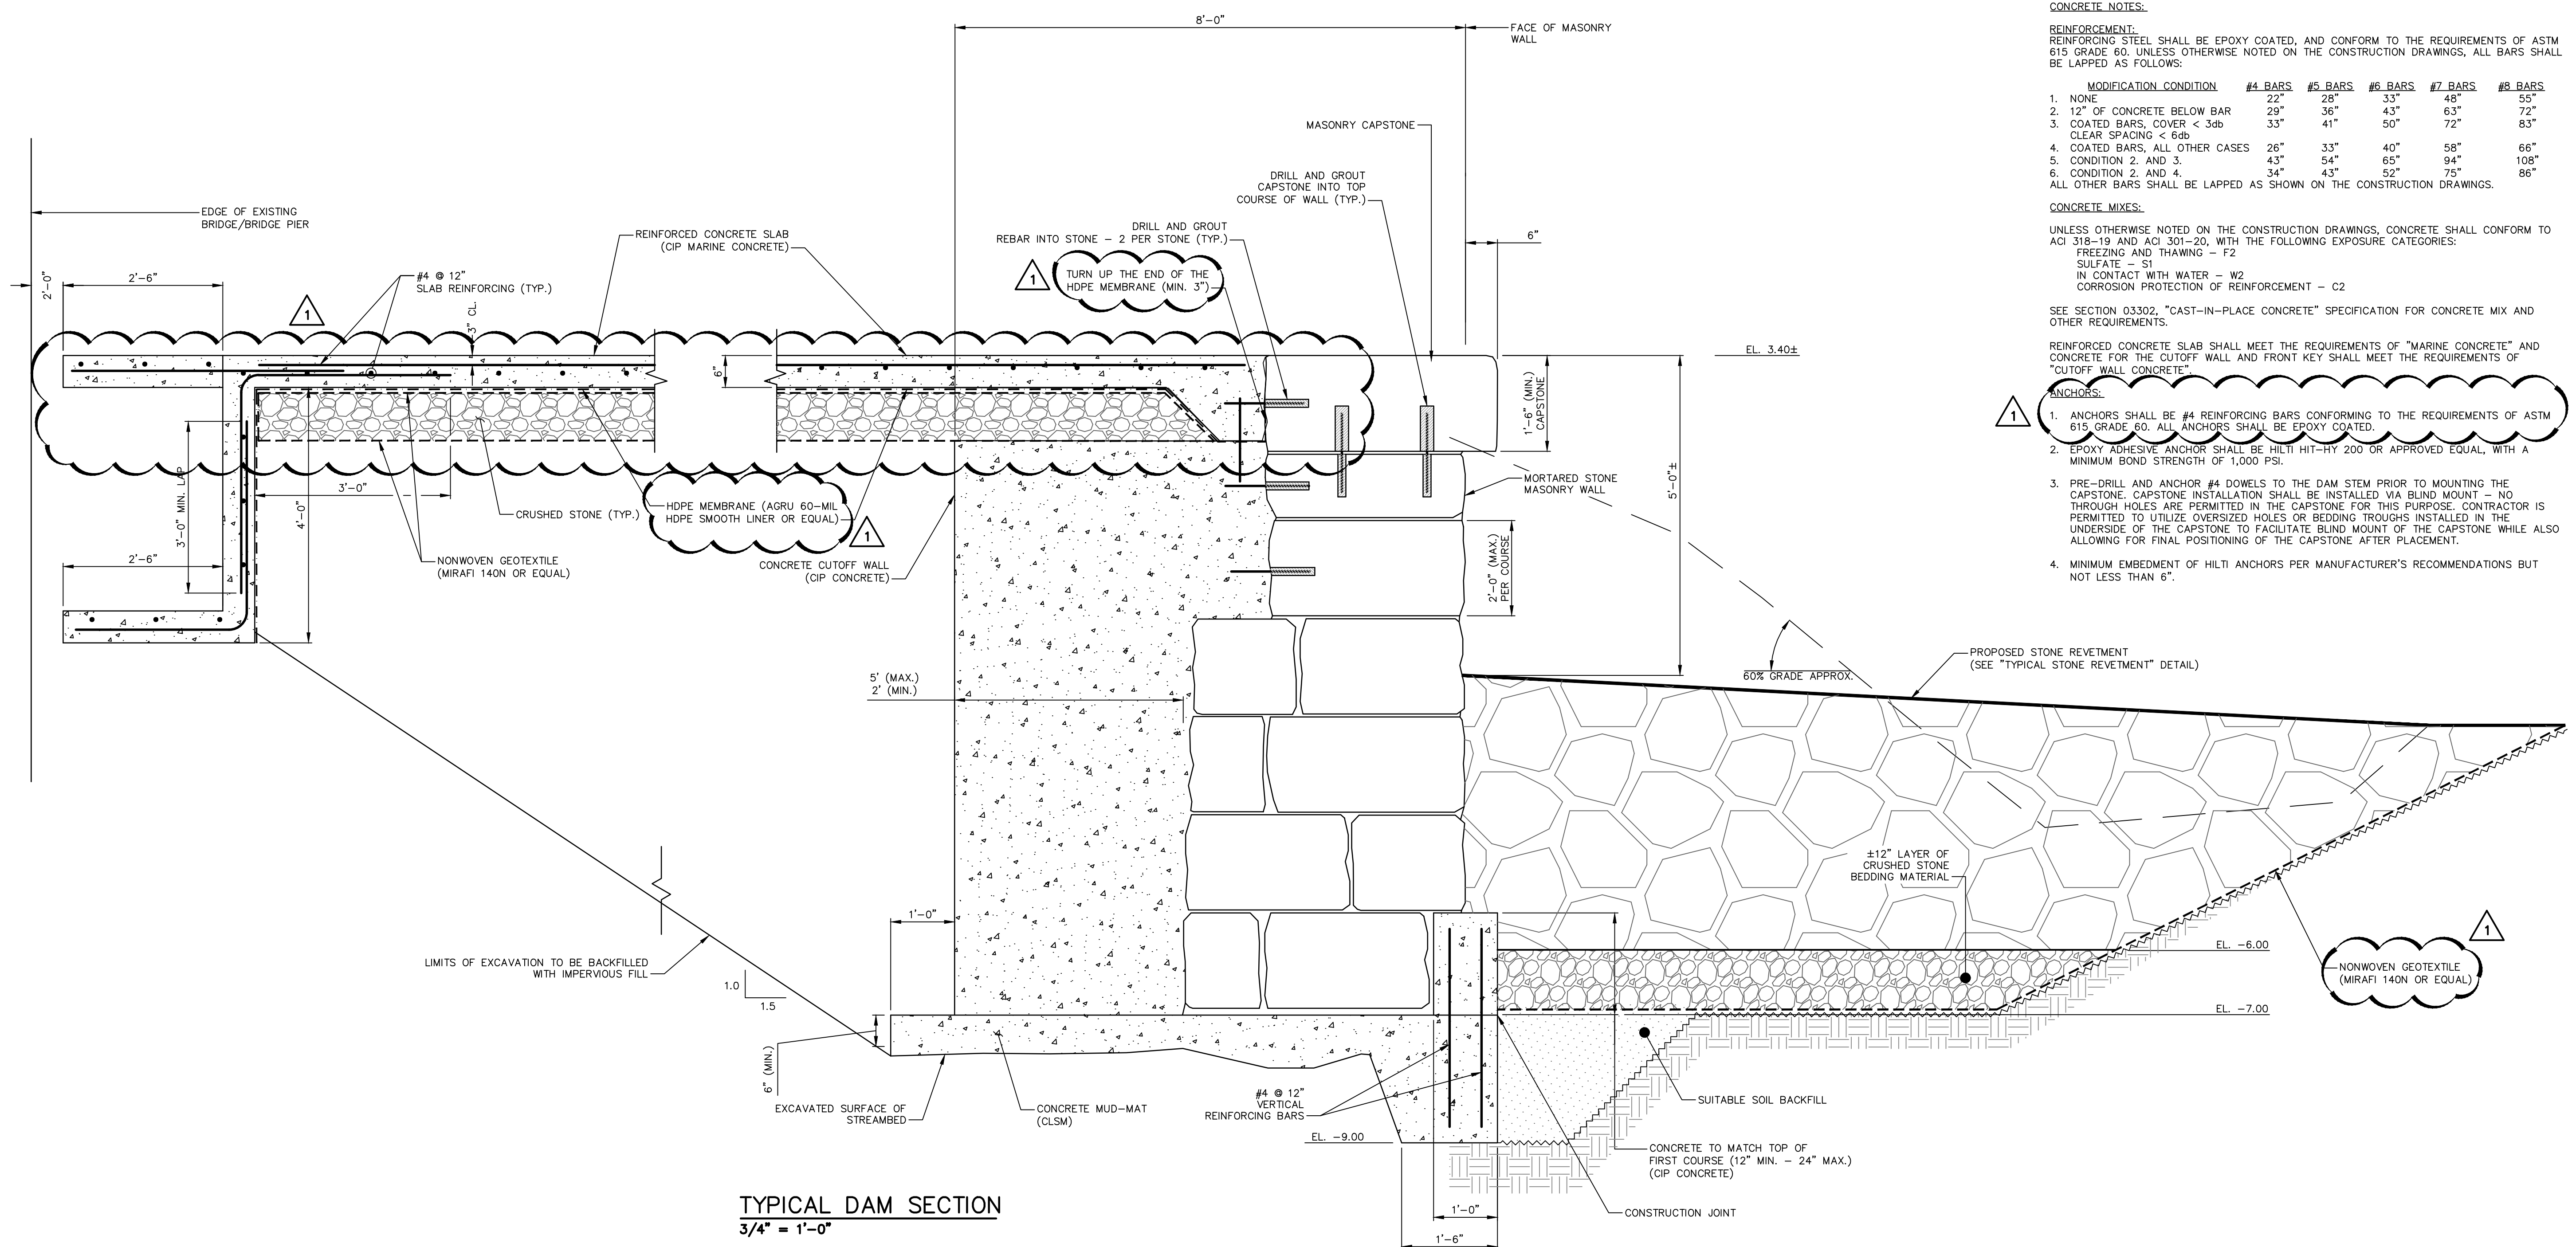 8'-0"
FACE OF MASONRY
WALL
MASONRY CAPSTONE
DRILL AND GROUT
CAPSTONE INTO TOP
COURSE OF WALL (TYP.)
DRILL AND GROUT
REBAR INTO STONE – 2 PER STONE (TYP.)
6"
1
TURN UP THE END OF THE
HDPE MEMBRANE (MIN. 3")
EDGE OF EXISTING
BRIDGE/BRIDGE PIER
REINFORCED CONCRETE SLAB
(CIP MARINE CONCRETE)
2'-0"
2'-6"
#4 @ 12"
SLAB REINFORCING (TYP.)
1
3" CL.
6"
EL. 3.40±
1'-6" (MIN.)
CAPSTONE
5'-0"±
3'-0" MIN. LAP
3'-0"
4'-0"
2'-6"
CRUSHED STONE (TYP.)
NONWOVEN GEOTEXTILE
(MIRAFI 140N OR EQUAL)
HDPE MEMBRANE (AGRU 60-MIL
HDPE SMOOTH LINER OR EQUAL)
1
CONCRETE CUTOFF WALL
(CIP CONCRETE)
MORTARED STONE
MASONRY WALL
2'-0" (MAX.)
PER COURSE
5' (MAX.)
2' (MIN.)
60% GRADE APPROX.
PROPOSED STONE REVETMENT
(SEE "TYPICAL STONE REVETMENT" DETAIL)
±12" LAYER OF
CRUSHED STONE
BEDDING MATERIAL
1'-0"
LIMITS OF EXCAVATION TO BE BACKFILLED
WITH IMPERVIOUS FILL
1.0
1.5
EL. -6.00
EL. -7.00
1
NONWOVEN GEOTEXTILE
(MIRAFI 140N OR EQUAL)
6" (MIN.)
EXCAVATED SURFACE OF
STREAMBED
CONCRETE MUD-MAT
(CLSM)
#4 @ 12"
VERTICAL
REINFORCING BARS
EL. -9.00
SUITABLE SOIL BACKFILL
CONCRETE TO MATCH TOP OF
FIRST COURSE (12" MIN. – 24" MAX.)
(CIP CONCRETE)
CONSTRUCTION JOINT
1'-0"
1'-6"
TYPICAL DAM SECTION
3/4" = 1'-0"
CONCRETE NOTES:
REINFORCEMENT:
REINFORCING STEEL SHALL BE EPOXY COATED, AND CONFORM TO THE REQUIREMENTS OF ASTM
615 GRADE 60. UNLESS OTHERWISE NOTED ON THE CONSTRUCTION DRAWINGS, ALL BARS SHALL
BE LAPPED AS FOLLOWS:
MODIFICATION CONDITION #4 BARS #5 BARS #6 BARS #7 BARS #8 BARS
1. NONE 22" 28" 33" 48" 55"
2. 12" OF CONCRETE BELOW BAR 29" 36" 43" 63" 72"
3. COATED BARS, COVER < 3db 33" 41" 50" 72" 83"
CLEAR SPACING < 6db
4. COATED BARS, ALL OTHER CASES 26" 33" 40" 58" 66"
5. CONDITION 2. AND 3. 43" 54" 65" 94" 108"
6. CONDITION 2. AND 4. 34" 43" 52" 75" 86"
ALL OTHER BARS SHALL BE LAPPED AS SHOWN ON THE CONSTRUCTION DRAWINGS.
CONCRETE MIXES:
UNLESS OTHERWISE NOTED ON THE CONSTRUCTION DRAWINGS, CONCRETE SHALL CONFORM TO
ACI 318-19 AND ACI 301-20, WITH THE FOLLOWING EXPOSURE CATEGORIES:
FREEZING AND THAWING – F2
SULFATE – S1
IN CONTACT WITH WATER – W2
CORROSION PROTECTION OF REINFORCEMENT – C2
SEE SECTION 03302, "CAST-IN-PLACE CONCRETE" SPECIFICATION FOR CONCRETE MIX AND
OTHER REQUIREMENTS.
REINFORCED CONCRETE SLAB SHALL MEET THE REQUIREMENTS OF "MARINE CONCRETE" AND
CONCRETE FOR THE CUTOFF WALL AND FRONT KEY SHALL MEET THE REQUIREMENTS OF
"CUTOFF WALL CONCRETE".
ANCHORS:
1
1. ANCHORS SHALL BE #4 REINFORCING BARS CONFORMING TO THE REQUIREMENTS OF ASTM
615 GRADE 60. ALL ANCHORS SHALL BE EPOXY COATED.
2. EPOXY ADHESIVE ANCHOR SHALL BE HILTI HIT-HY 200 OR APPROVED EQUAL, WITH A
MINIMUM BOND STRENGTH OF 1,000 PSI.
3. PRE-DRILL AND ANCHOR #4 DOWELS TO THE DAM STEM PRIOR TO MOUNTING THE
CAPSTONE. CAPSTONE INSTALLATION SHALL BE INSTALLED VIA BLIND MOUNT – NO
THROUGH HOLES ARE PERMITTED IN THE CAPSTONE FOR THIS PURPOSE. CONTRACTOR IS
PERMITTED TO UTILIZE OVERSIZED HOLES OR BEDDING TROUGHS INSTALLED IN THE
UNDERSIDE OF THE CAPSTONE TO FACILITATE BLIND MOUNT OF THE CAPSTONE WHILE ALSO
ALLOWING FOR FINAL POSITIONING OF THE CAPSTONE AFTER PLACEMENT.
4. MINIMUM EMBEDMENT OF HILTI ANCHORS PER MANUFACTURER'S RECOMMENDATIONS BUT
NOT LESS THAN 6".